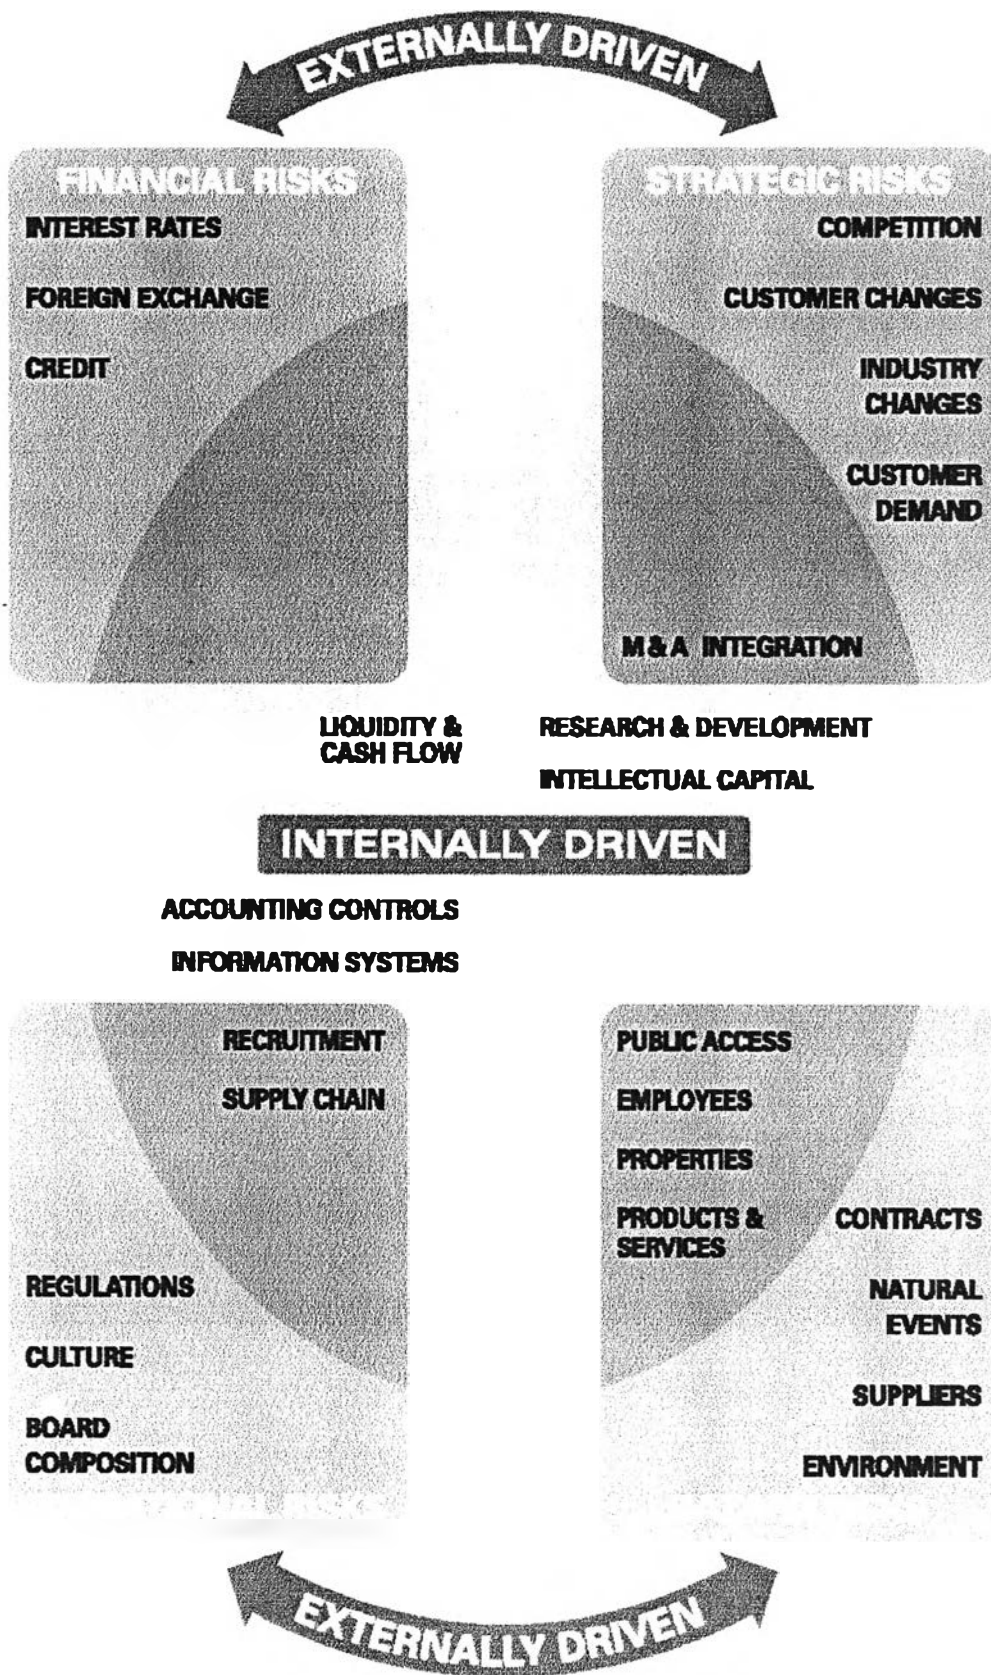 EXTERNALLY DRIVEN
FINANCIAL RISKS
INTEREST RATES
FOREIGN EXCHANGE
CREDIT
STRATEGIC RISKS
COMPETITION
CUSTOMER CHANGES
INDUSTRY
CHANGES
CUSTOMER
DEMAND
M & A INTEGRATION
LIQUIDITY &
CASH FLOW
RESEARCH & DEVELOPMENT
INTELLECTUAL CAPITAL
INTERNALLY DRIVEN
ACCOUNTING CONTROLS
INFORMATION SYSTEMS
RECRUITMENT
SUPPLY CHAIN
REGULATIONS
CULTURE
BOARD
COMPOSITION
RISKS
PUBLIC ACCESS
EMPLOYEES
PROPERTIES
PRODUCTS &
SERVICES
CONTRACTS
NATURAL
EVENTS
SUPPLIERS
ENVIRONMENT
EXTERNALLY DRIVEN